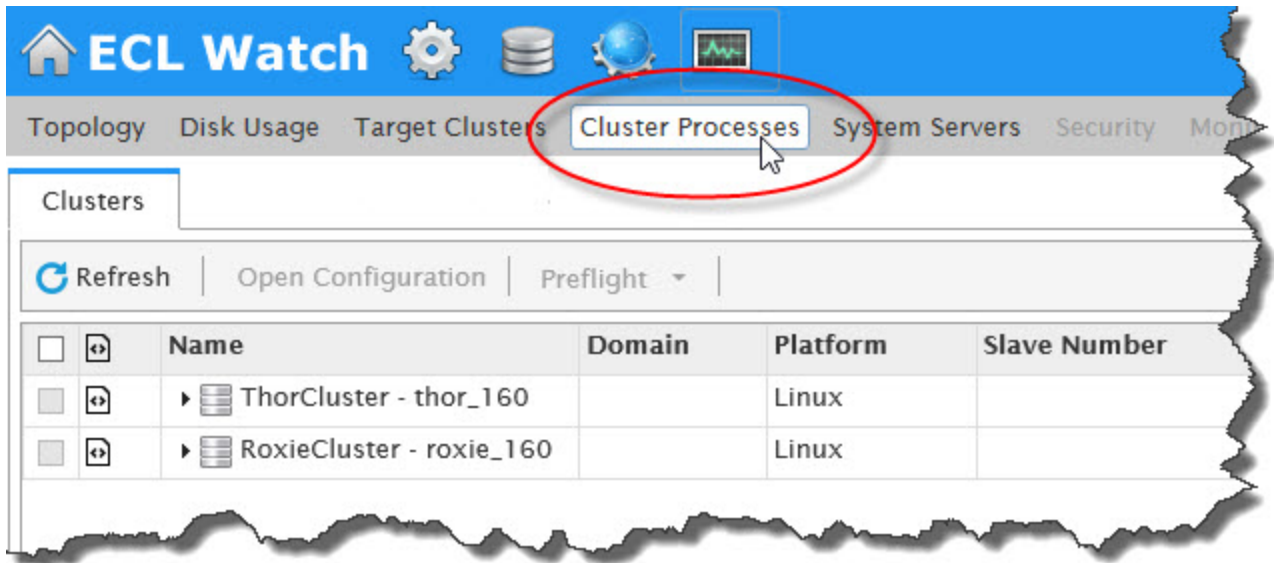 ECL Watch
Topology Disk Usage Target Clusters Cluster Processes System Servers Security
Clusters
Refresh Open Configuration Preflight
Name Domain Platform Slave Number
ThorCluster - thor_160 Linux
RoxieCluster - roxie_160 Linux